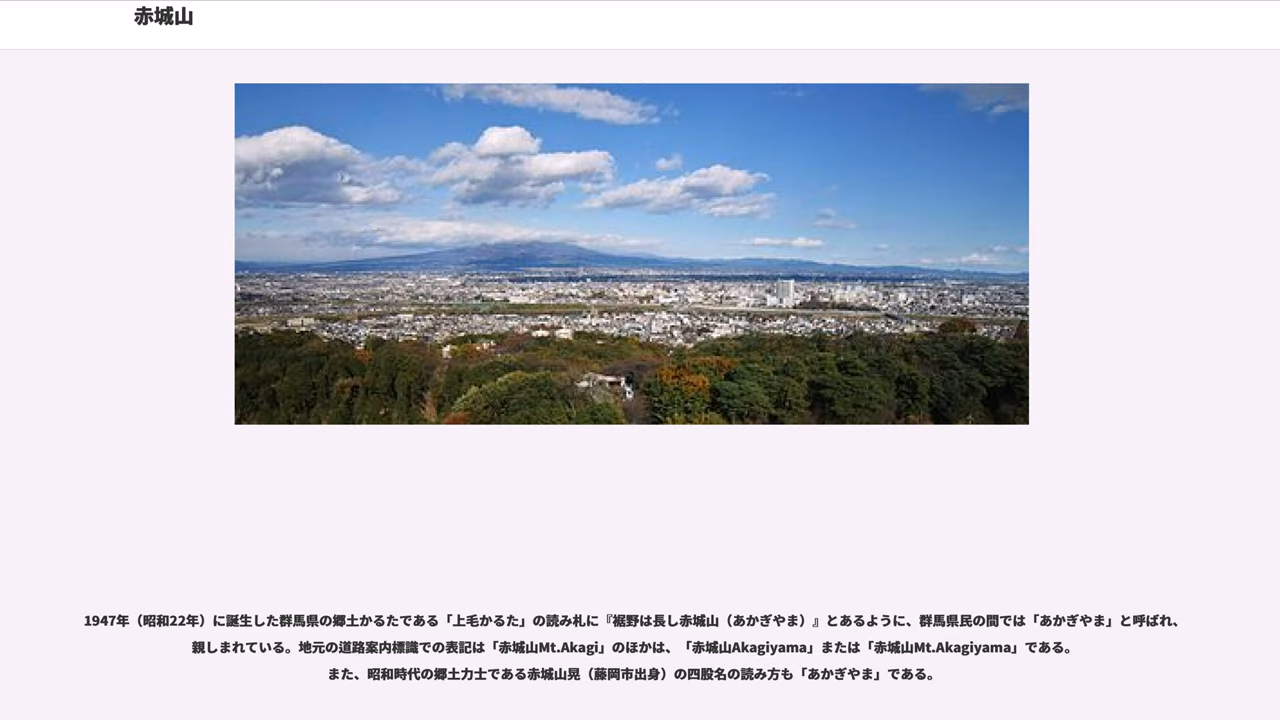 赤城山
1947年（昭和22年）に誕生した群馬県の郷土かるたである「上毛かるた」の読み札に『裾野は長し赤城山（あかぎやま）』とあるように、群馬県民の間では「あかぎやま」と呼ばれ、
親しまれている。地元の道路案内標識での表記は「赤城山Mt.Akagi」のほかは、「赤城山Akagiyama」または「赤城山Mt.Akagiyama」である。
また、昭和時代の郷土力士である赤城山晃（藤岡市出身）の四股名の読み方も「あかぎやま」である。